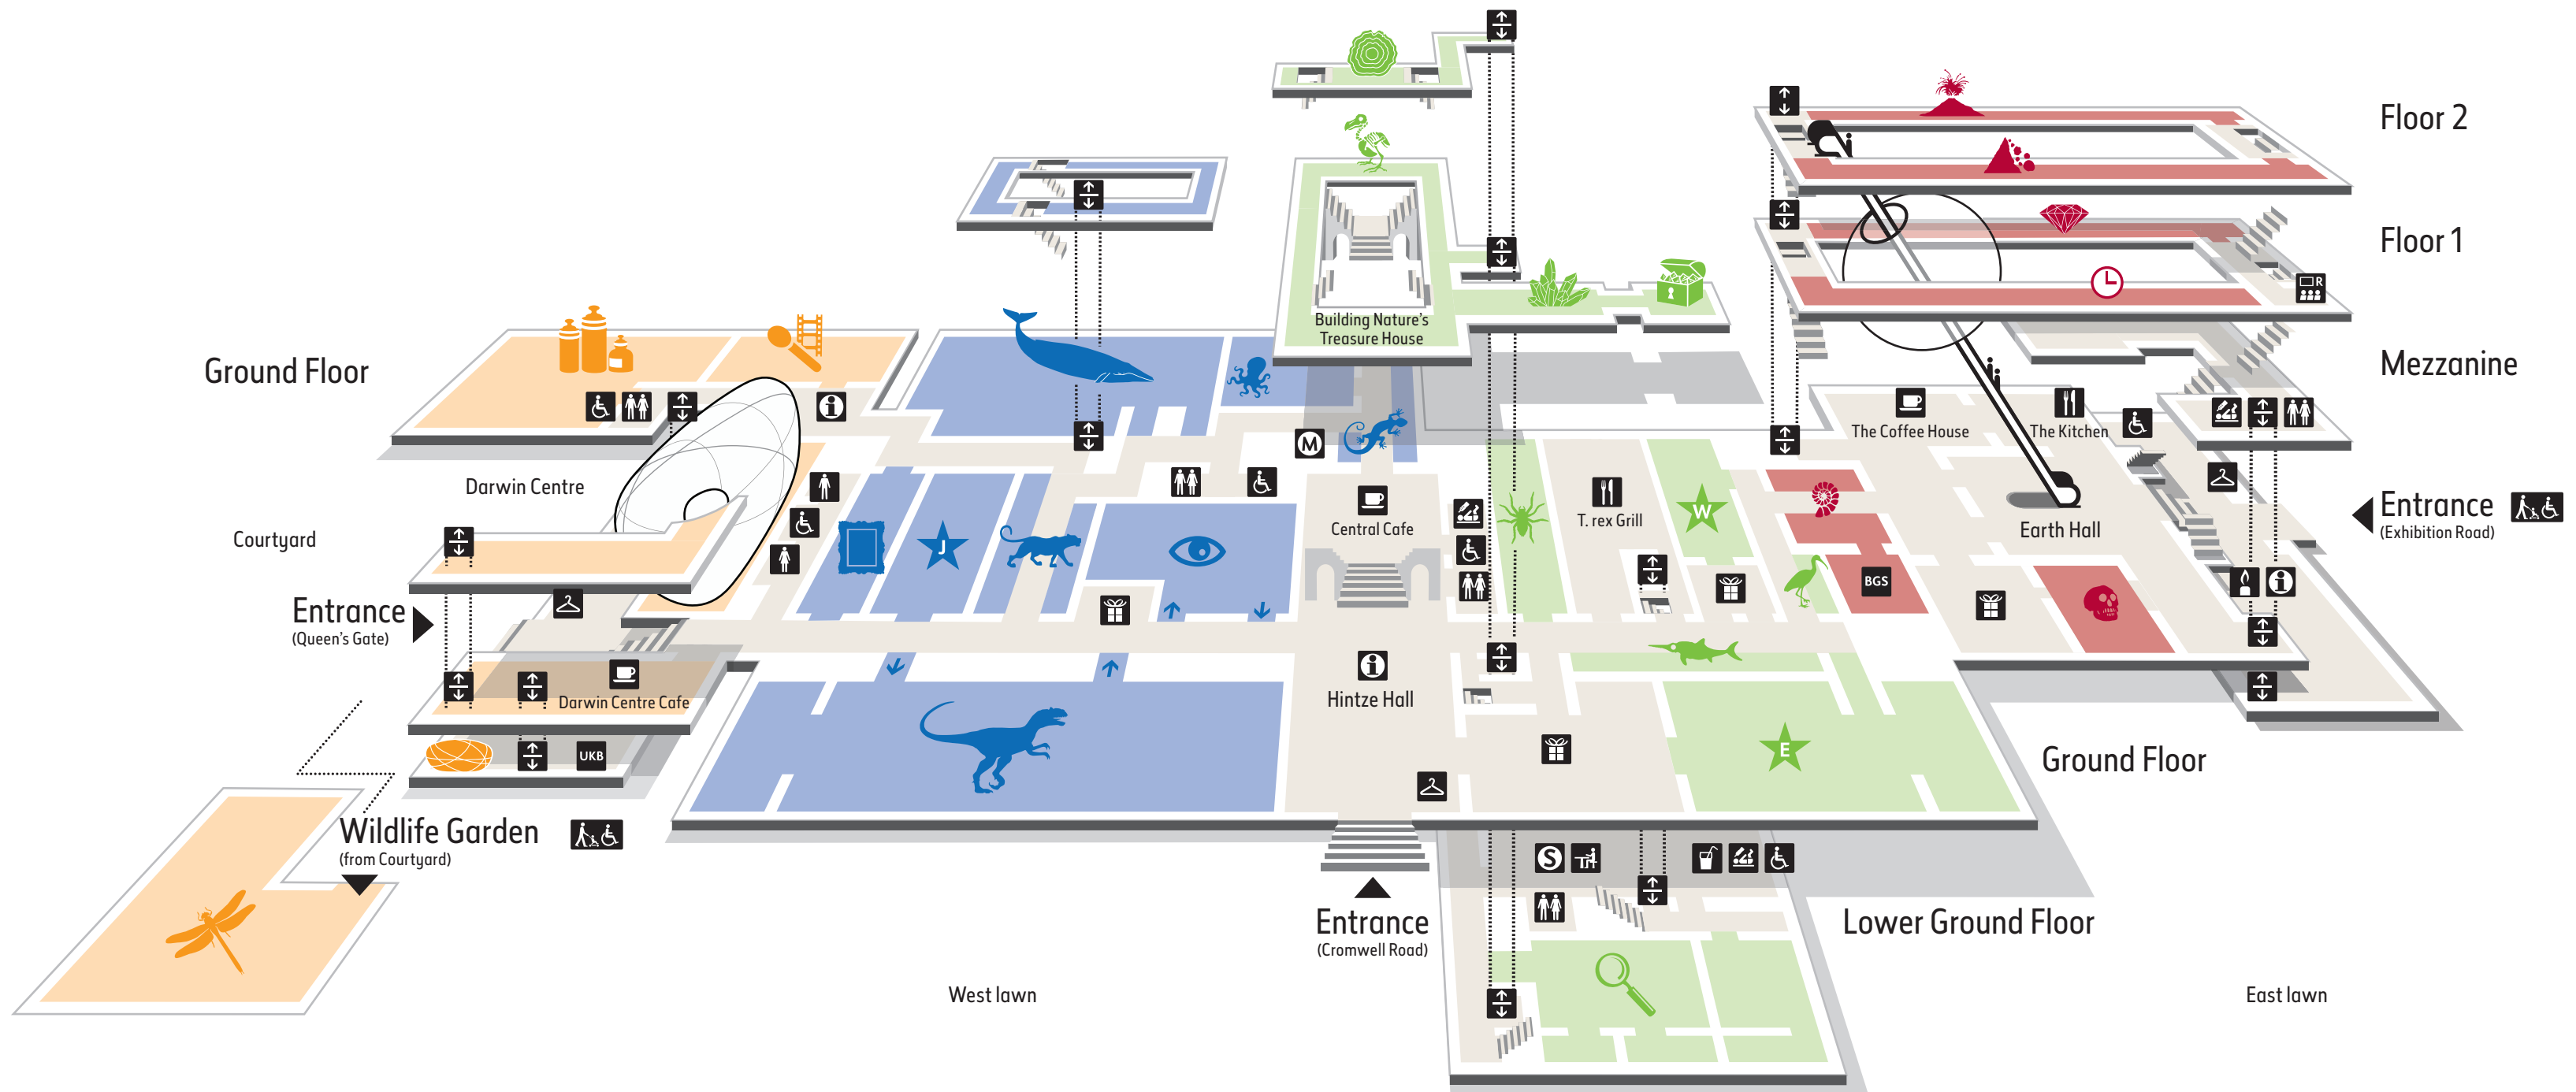 Floor 2
Floor 1
R
Building Nature's
Treasure House
Mezzanine
Ground Floor
The Coffee House
The Kitchen
M
Darwin Centre
Central Cafe
T. rex Grill
W
J
Earth Hall
Entrance
(Exhibition Road)
Courtyard
BGS
Entrance
(Queen's Gate)
Hintze Hall
Darwin Centre Cafe
UKB
E
Ground Floor
Wildlife Garden
(from Courtyard)
S
Entrance
(Cromwell Road)
Lower Ground Floor
West lawn
East lawn